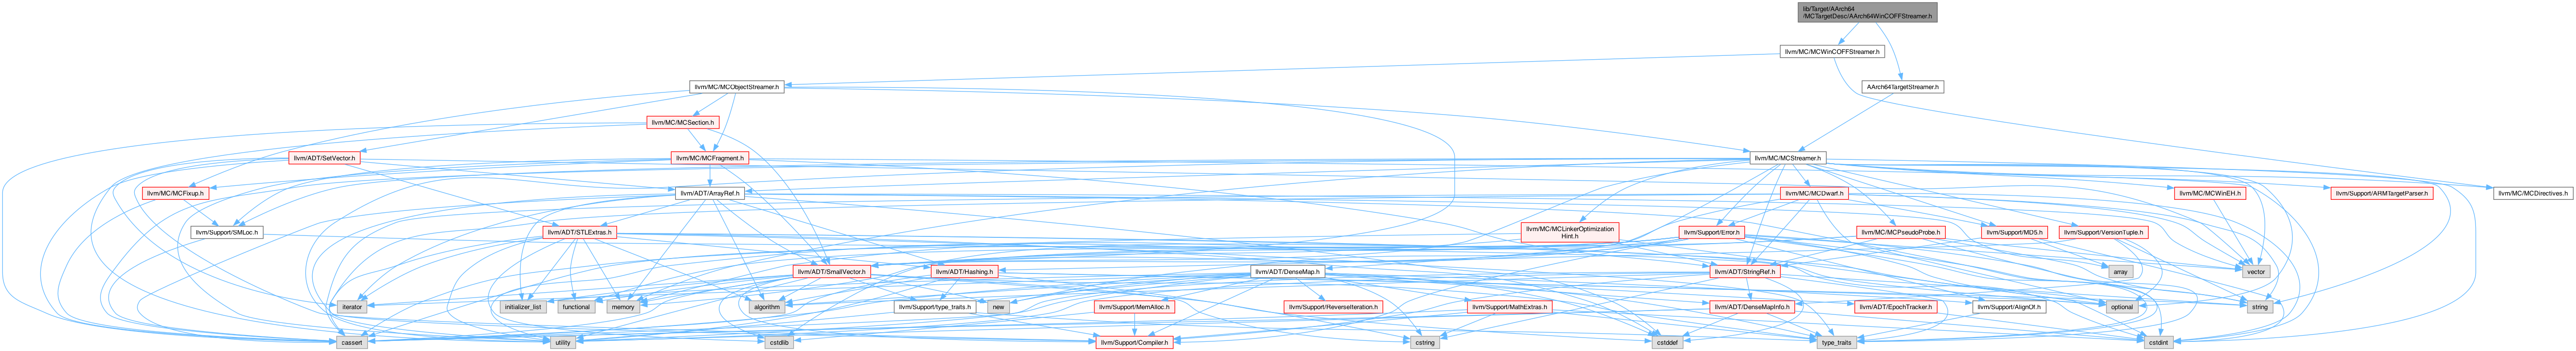 lib/Target/AArch64
/MCTargetDesc/AArch64WinCOFFStreamer.h
llvm/MC/MCWinCOFFStreamer.h
llvm/MC/MCObjectStreamer.h
AArch64TargetStreamer.h
llvm/MC/MCSection.h
llvm/ADT/SetVector.h
llvm/MC/MCFragment.h
llvm/MC/MCStreamer.h
llvm/MC/MCFixup.h
llvm/ADT/ArrayRef.h
llvm/MC/MCDwarf.h
llvm/MC/MCWinEH.h
llvm/Support/ARMTargetParser.h
llvm/MC/MCDirectives.h
llvm/Support/SMLoc.h
llvm/ADT/STLExtras.h
llvm/MC/MCLinkerOptimization
Hint.h
llvm/Support/Error.h
llvm/MC/MCPseudoProbe.h
llvm/Support/MD5.h
llvm/Support/VersionTuple.h
llvm/ADT/SmallVector.h
llvm/ADT/Hashing.h
llvm/ADT/DenseMap.h
llvm/ADT/StringRef.h
array
vector
iterator
initializer_list
functional
memory
algorithm
llvm/Support/type_traits.h
new
llvm/Support/MemAlloc.h
llvm/Support/ReverseIteration.h
llvm/Support/MathExtras.h
llvm/ADT/DenseMapInfo.h
llvm/ADT/EpochTracker.h
llvm/Support/AlignOf.h
optional
string
cassert
utility
cstdlib
llvm/Support/Compiler.h
cstring
cstddef
type_traits
cstdint